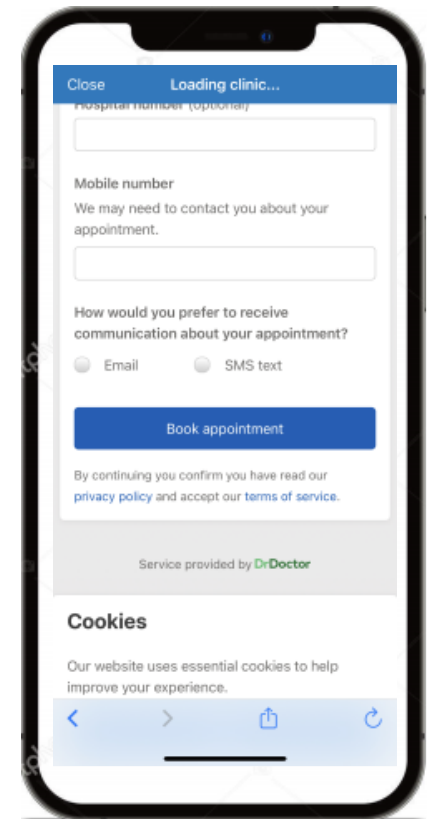 Close Loading clinic...
Hospital number (optional)
Mobile number
We may need to contact you about your
appointment.
How would you prefer to receive
communication about your appointment?
Email SMS text
Book appointment
By continuing you confirm you have read our
privacy policy and accept our terms of service.
Service provided by DrDoctor
Cookies
Our website uses essential cookies to help
improve your experience.